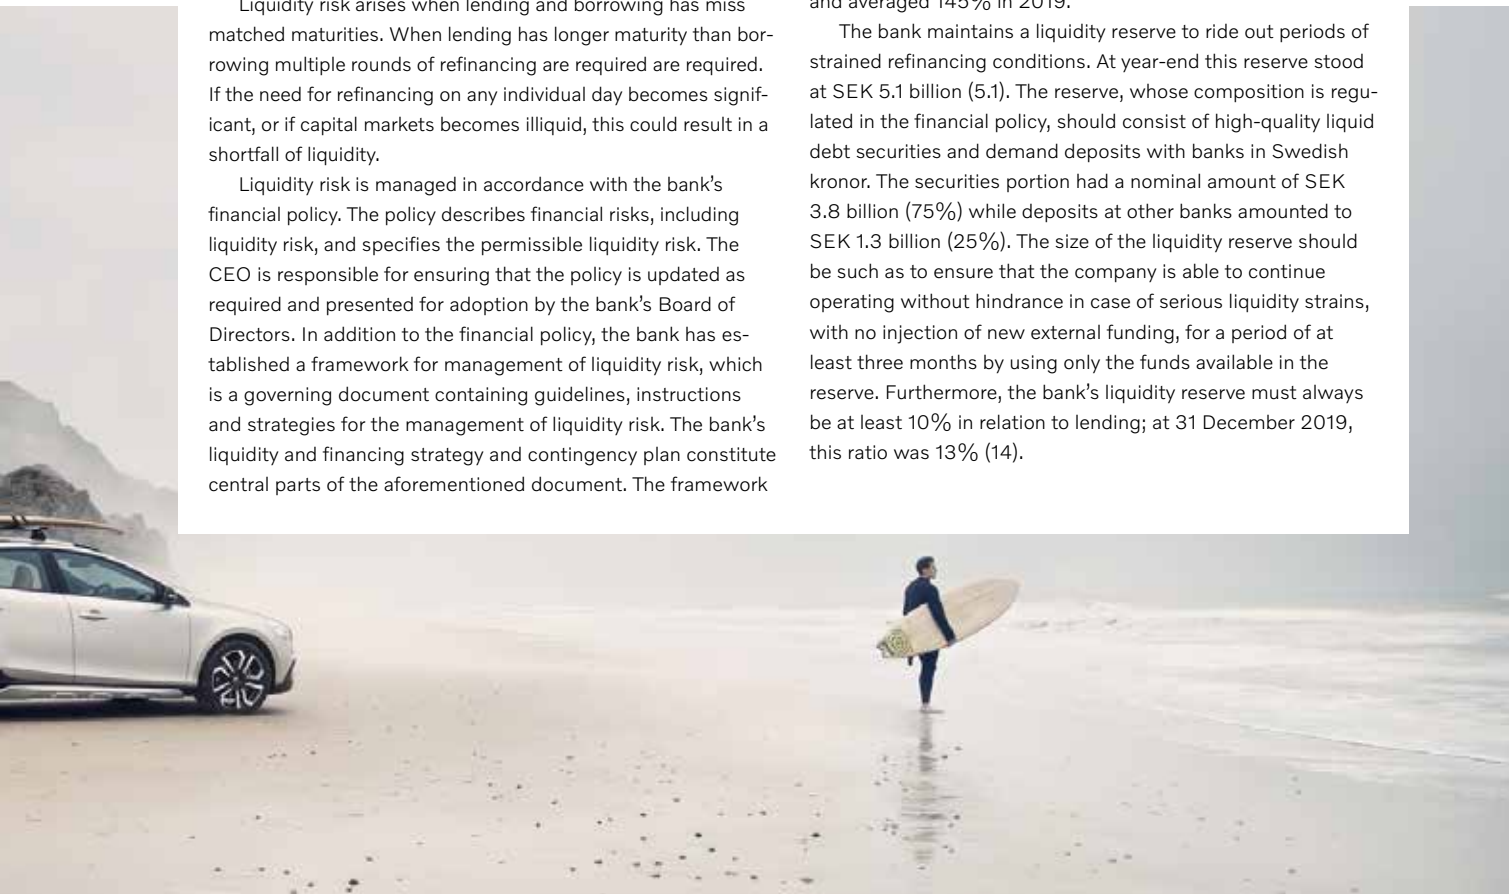 Liquidity risk arises when lending and borrowing has miss
matched maturities. When lending has longer maturity than bor-
rowing multiple rounds of refinancing are required are required.
If the need for refinancing on any individual day becomes signif-
icant, or if capital markets becomes illiquid, this could result in a
shortfall of liquidity.
Liquidity risk is managed in accordance with the bank’s
financial policy. The policy describes financial risks, including
liquidity risk, and specifies the permissible liquidity risk. The
CEO is responsible for ensuring that the policy is updated as
required and presented for adoption by the bank’s Board of
Directors. In addition to the financial policy, the bank has es-
tablished a framework for management of liquidity risk, which
is a governing document containing guidelines, instructions
and strategies for the management of liquidity risk. The bank’s
liquidity and financing strategy and contingency plan constitute
central parts of the aforementioned document. The framework
and averaged 145% in 2019.
The bank maintains a liquidity reserve to ride out periods of
strained refinancing conditions. At year-end this reserve stood
at SEK 5.1 billion (5.1). The reserve, whose composition is regu-
lated in the financial policy, should consist of high-quality liquid
debt securities and demand deposits with banks in Swedish
kronor. The securities portion had a nominal amount of SEK
3.8 billion (75%) while deposits at other banks amounted to
SEK 1.3 billion (25%). The size of the liquidity reserve should
be such as to ensure that the company is able to continue
operating without hindrance in case of serious liquidity strains,
with no injection of new external funding, for a period of at
least three months by using only the funds available in the
reserve. Furthermore, the bank’s liquidity reserve must always
be at least 10% in relation to lending; at 31 December 2019,
this ratio was 13% (14).